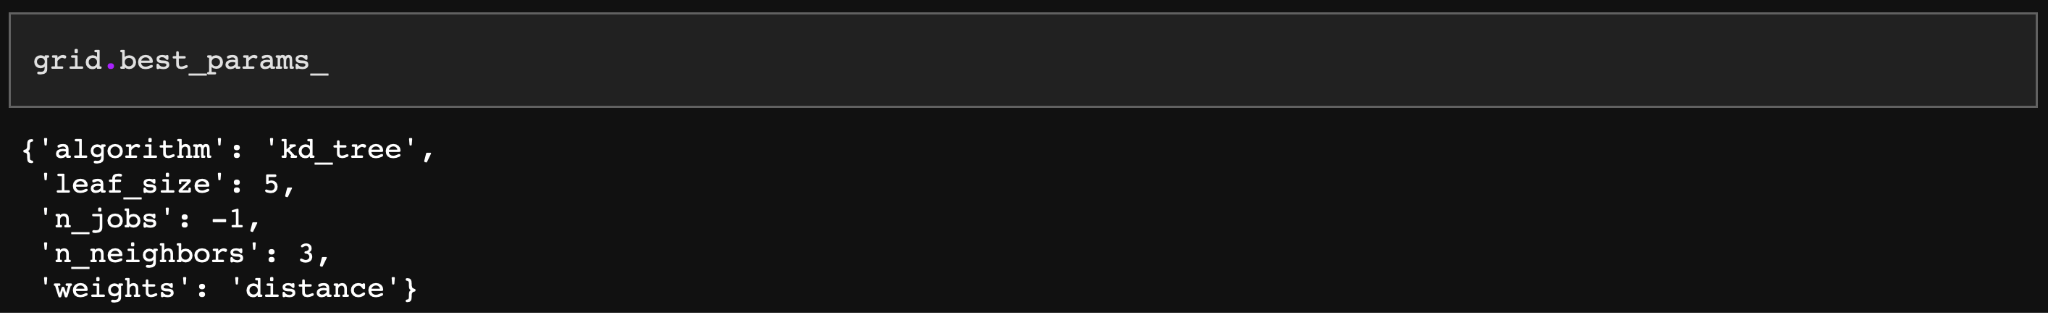 grid.best_params_
{'algorithm': 'kd_tree',
 'leaf_size': 5,
 'n_jobs': -1,
 'n_neighbors': 3,
 'weights': 'distance'}